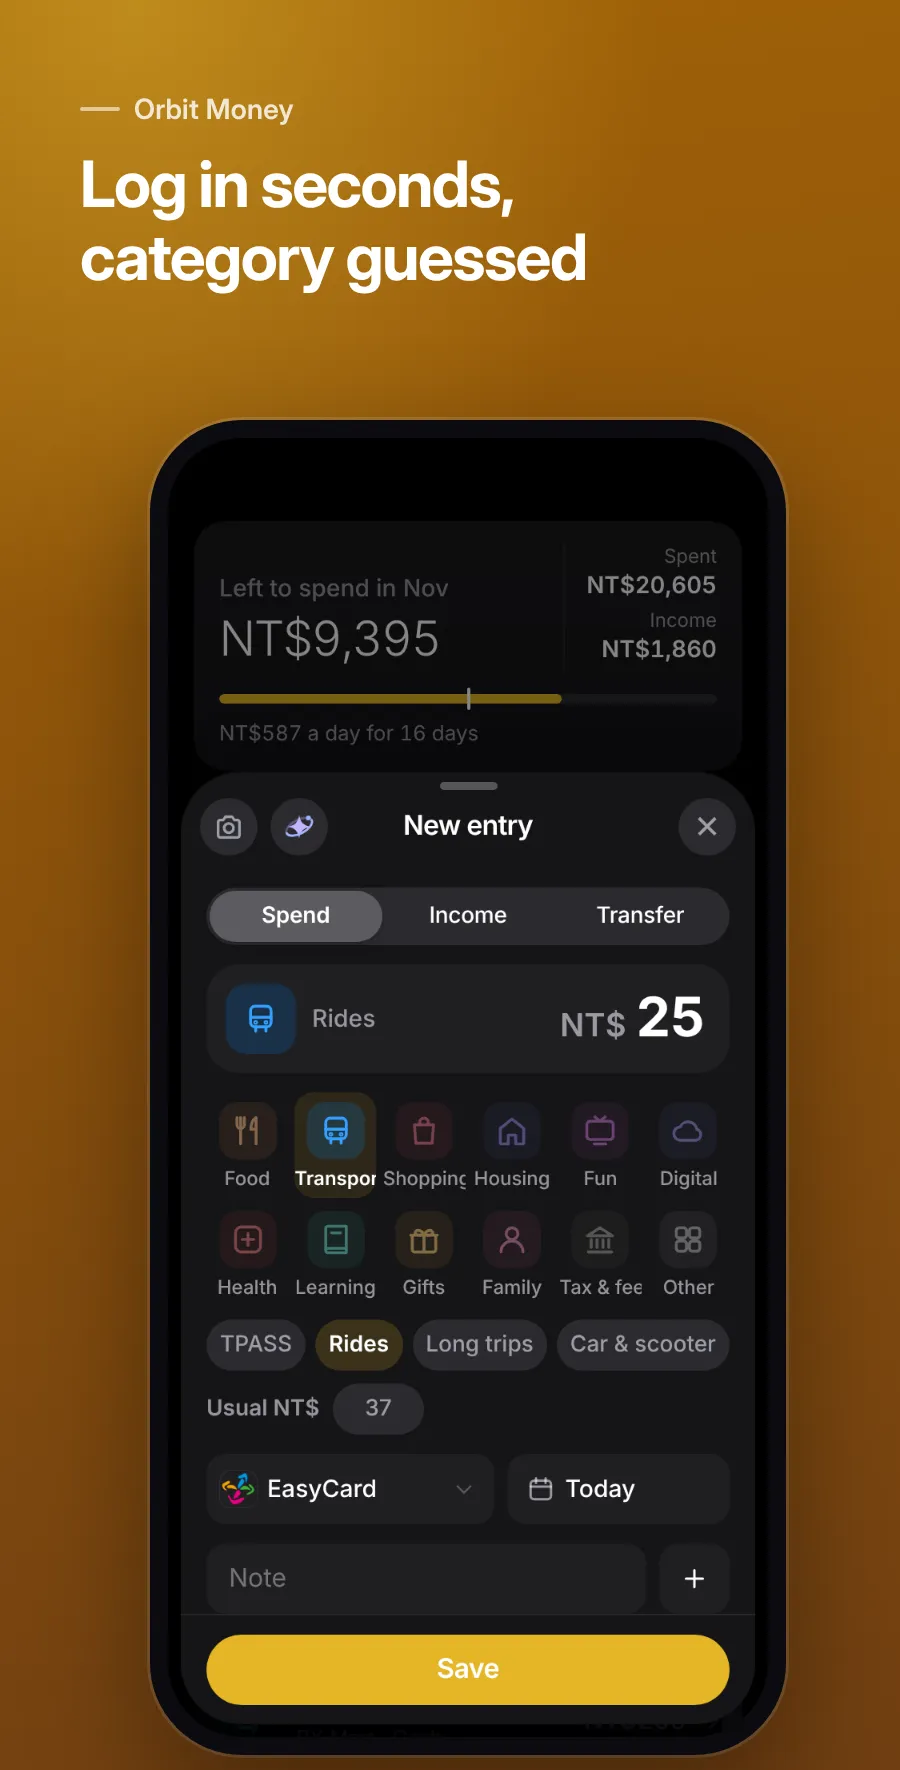 Orbit Money
Log in seconds,
category guessed
Spent
NT$20,605
Left to spend in Nov
NT$9,395
Income
NT$1,860
NT$587 a day for 16 days
New entry
Spend Income Transfer
Rides NT$ 25
Food Transpor Shopping Housing Fun Digital
Health Learning Gifts Family Tax & fee Other
TPASS Rides Long trips Car & scooter
Usual NT$ 37
EasyCard Today
Note
Save